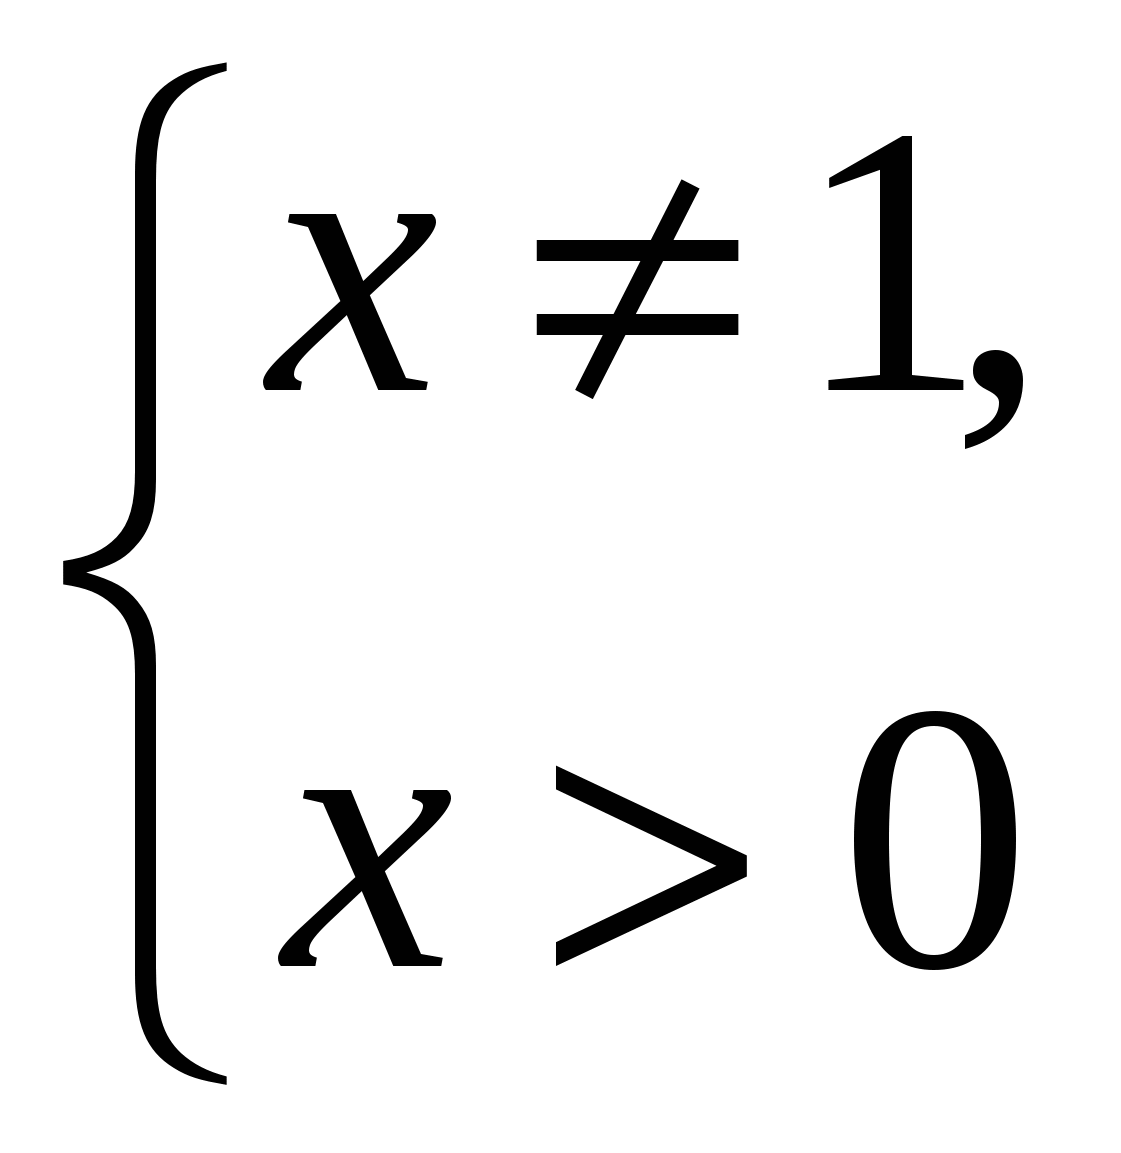 x ≠ 1,
x > 0